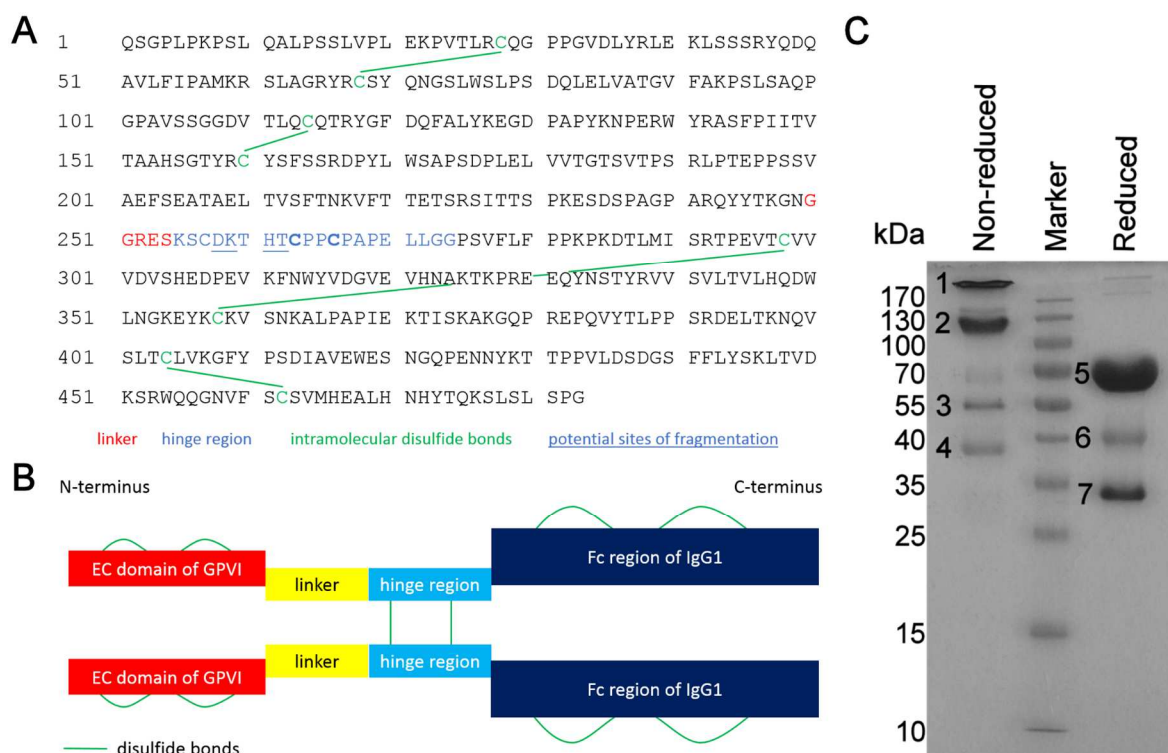 A
1 QSGPLPKPSL QALPSSLVPL EKPVTLRCQG PPGVDLYRLE KLSSSRYQDQ
51 AVLFIPAMKR SLAGRYRCSY QNGSLWSLPS DQLELVATGV FAKPSLSAQP
101 GPAVSSGGDV TLQCQTRYGF DQFALYKEGD PAPYKNPERW YRASFPIITV
151 TAAHSGTYRC YSFSSRDPYL WSAPSDPLEL VVTGTSVTPS RLPTEPPSSV
201 AEFSEATAEL TVSFTNKVFT TETSRSITTS PKESDSPAGP ARQYYTKGNG
251 GRESKSCDKT HTCPPCPAPE LLGGPSVFLF PPKPKDTLMI SRTPEVTCVV
301 VDVSHEDPEV KFNWYVDGVE VHNAKTKPRE EQYNSTYRVV SVLTVLHQDW
351 LNGKEYKCKV SNKALPAPIE KTISKAKGQP REPQVYTLPP SRDELTKNQV
401 SLTCLVKGFY PSDIAVEWES NGQPENNYKT TPPVLDSDGS FFLYSKLTVD
451 KSRWQQGNVF SCSVMHEALH NHYTQKSLSL SPG
linker hinge region intramolecular disulfide bonds potential sites of fragmentation
B
N-terminus C-terminus
EC domain of GPVI linker hinge region Fc region of IgG1
EC domain of GPVI linker hinge region Fc region of IgG1
disulfide bonds
C
Non-reduced Marker Reduced
kDa
1
170
130 2
100
70 5
55 3
40 4 6
35 7
25
15
10